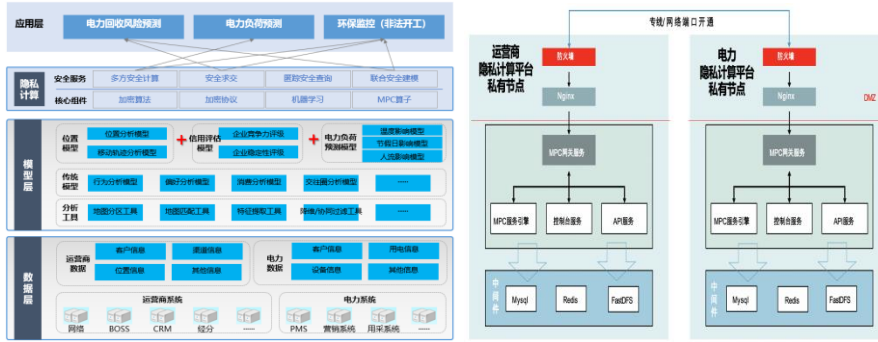 应用层
电力回收风险预测
电力负荷预测
环保监控（非法开工）
隐私计算
安全服务
多方安全计算
安全求交
匿踪安全查询
联合安全建模
核心组件
加密算法
加密协议
机器学习
MPC算子
模型层
位置模型
位置分析模型
移动轨迹分析模型
+
信用评估模型
企业竞争力评级
企业稳定性评级
+
电力负荷预测模型
温度影响模型
节假日影响模型
人流影响模型
传统模型
行为分析模型
偏好分析模型
消费分析模型
交往圈分析模型
......
分析工具
地图分区工具
地图匹配工具
特征提取工具
降维/协同过滤工具
......
数据层
运营商数据
客户信息
渠道信息
位置信息
其他信息
电力数据
客户信息
用电信息
设备信息
其他信息
运营商系统
网络
BOSS
CRM
经分
......
电力系统
PMS
营销系统
用采系统
......
专线/网络端口开通
运营商
隐私计算平台
私有节点
防火墙
Nginx
MPC网关服务
MPC服务引擎
控制台服务
API服务
中间件
Mysql
Redis
FastDFS
电力
隐私计算平台
私有节点
防火墙
Nginx
DMZ
MPC网关服务
MPC服务引擎
控制台服务
API服务
中间件
Mysql
Redis
FastDFS